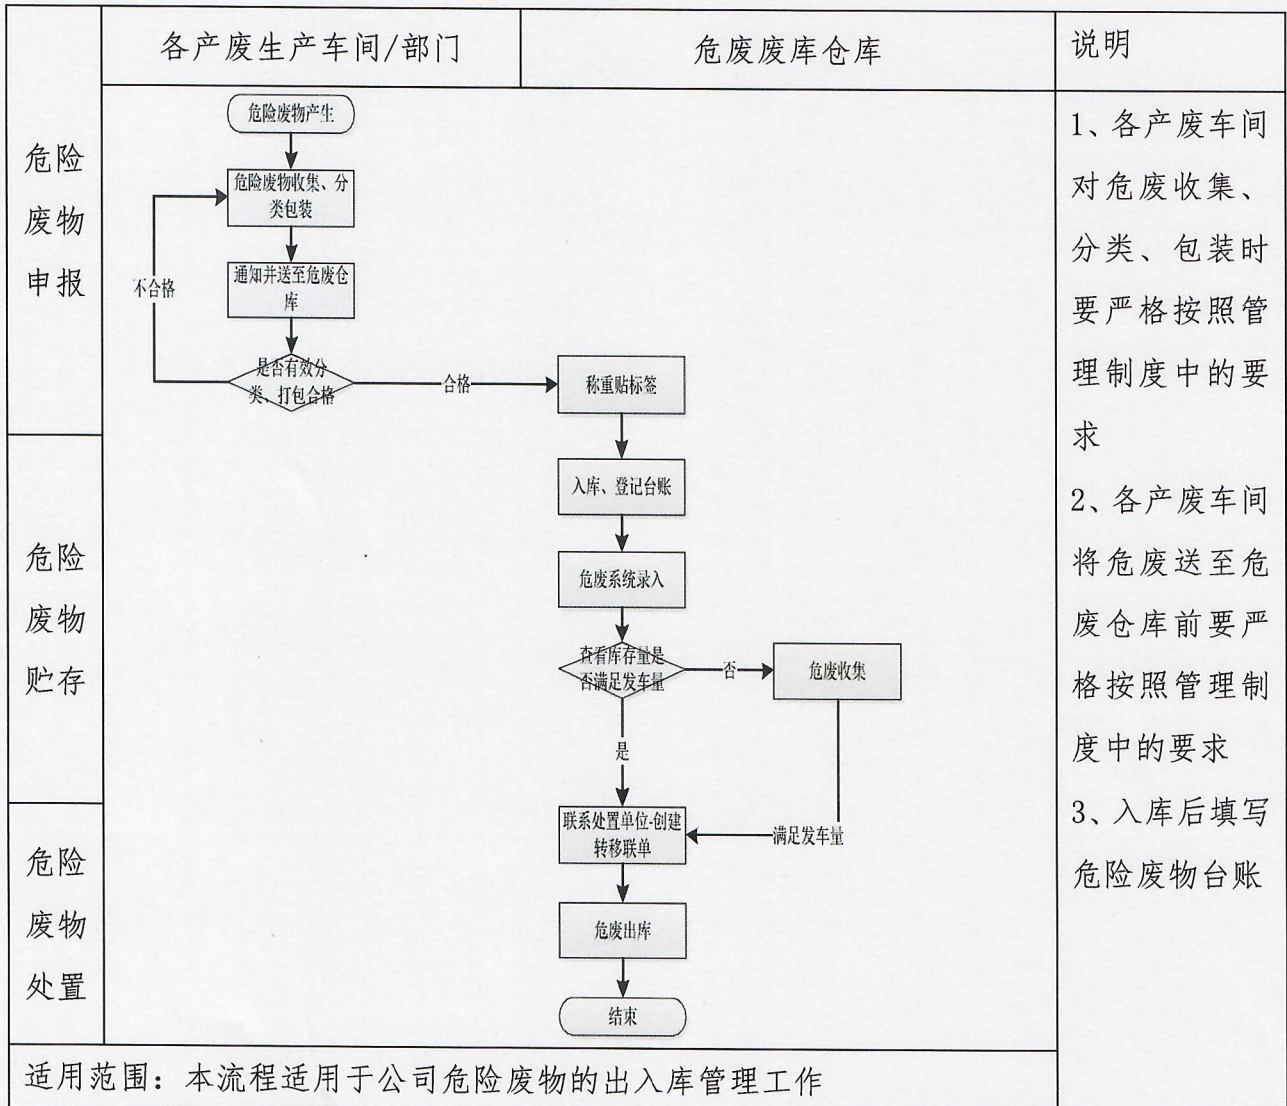 各产废生产车间/部门
危废废库仓库
说明
危险
废物
申报
危险废物产生
危险废物收集、分
类包装
不合格
通知并送至危废仓
库
是否有效分
类、打包合格
合格
称重贴标签
危险
废物
贮存
入库、登记台账
危废系统录入
查看库存量是
否满足发车量
否
危废收集
是
危险
废物
处置
联系处置单位-创建
转移联单
满足发车量
危废出库
结束
1、各产废车间
对危废收集、
分类、包装时
要严格按照管
理制度中的要
求
2、各产废车间
将危废送至危
废仓库前要严
格按照管理制
度中的要求
3、入库后填写
危险废物台账
适用范围：本流程适用于公司危险废物的出入库管理工作